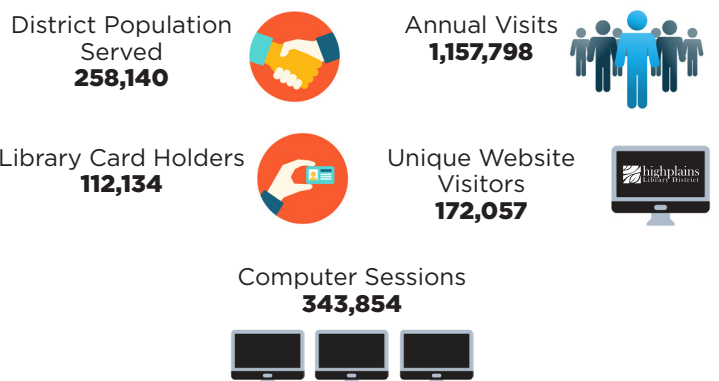 District Population
Served
258,140
Annual Visits
1,157,798
Library Card Holders
112,134
Unique Website
Visitors
172,057
highplains
Library District
Computer Sessions
343,854